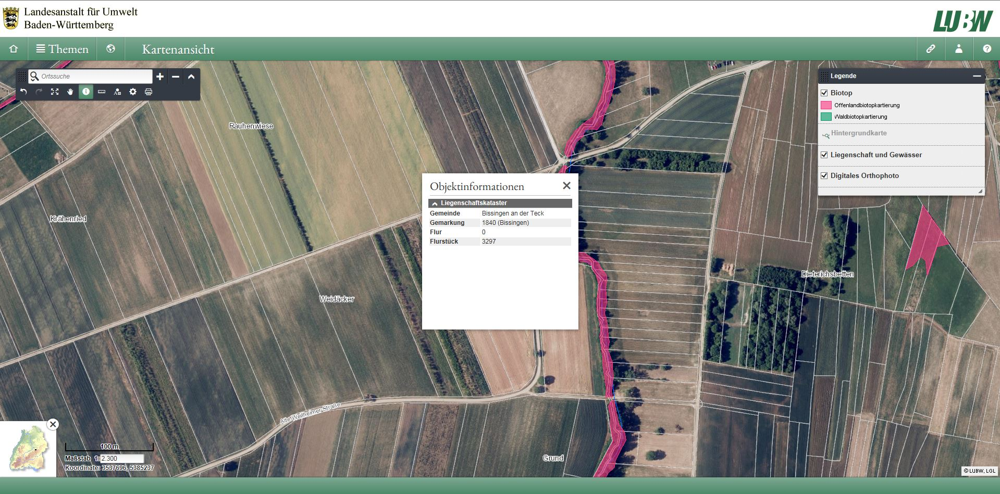 Landesanstalt für Umwelt
Baden-Württemberg
LUBW
Themen
Kartenansicht
Ortssuche
Legende
Biotop
Offenlandbiotopkartierung
Waldbiotopkartierung
Hintergrundkarte
Liegenschaft und Gewässer
Digitales Orthophoto
Rauhenwiese
Krähenried
Objektinformationen
Liegenschaftskataster
Gemeinde Bissingen an der Teck
Gemarkung 1840 (Bissingen)
Flur 0
Flurstück 3297
Dieterichsbetten
Weidäcker
Alte Weilheimer Straße
Grund
100 m
Maßstab 1: 2.300
Koordinate: 3537696, 5385237
© LUBW, LGL